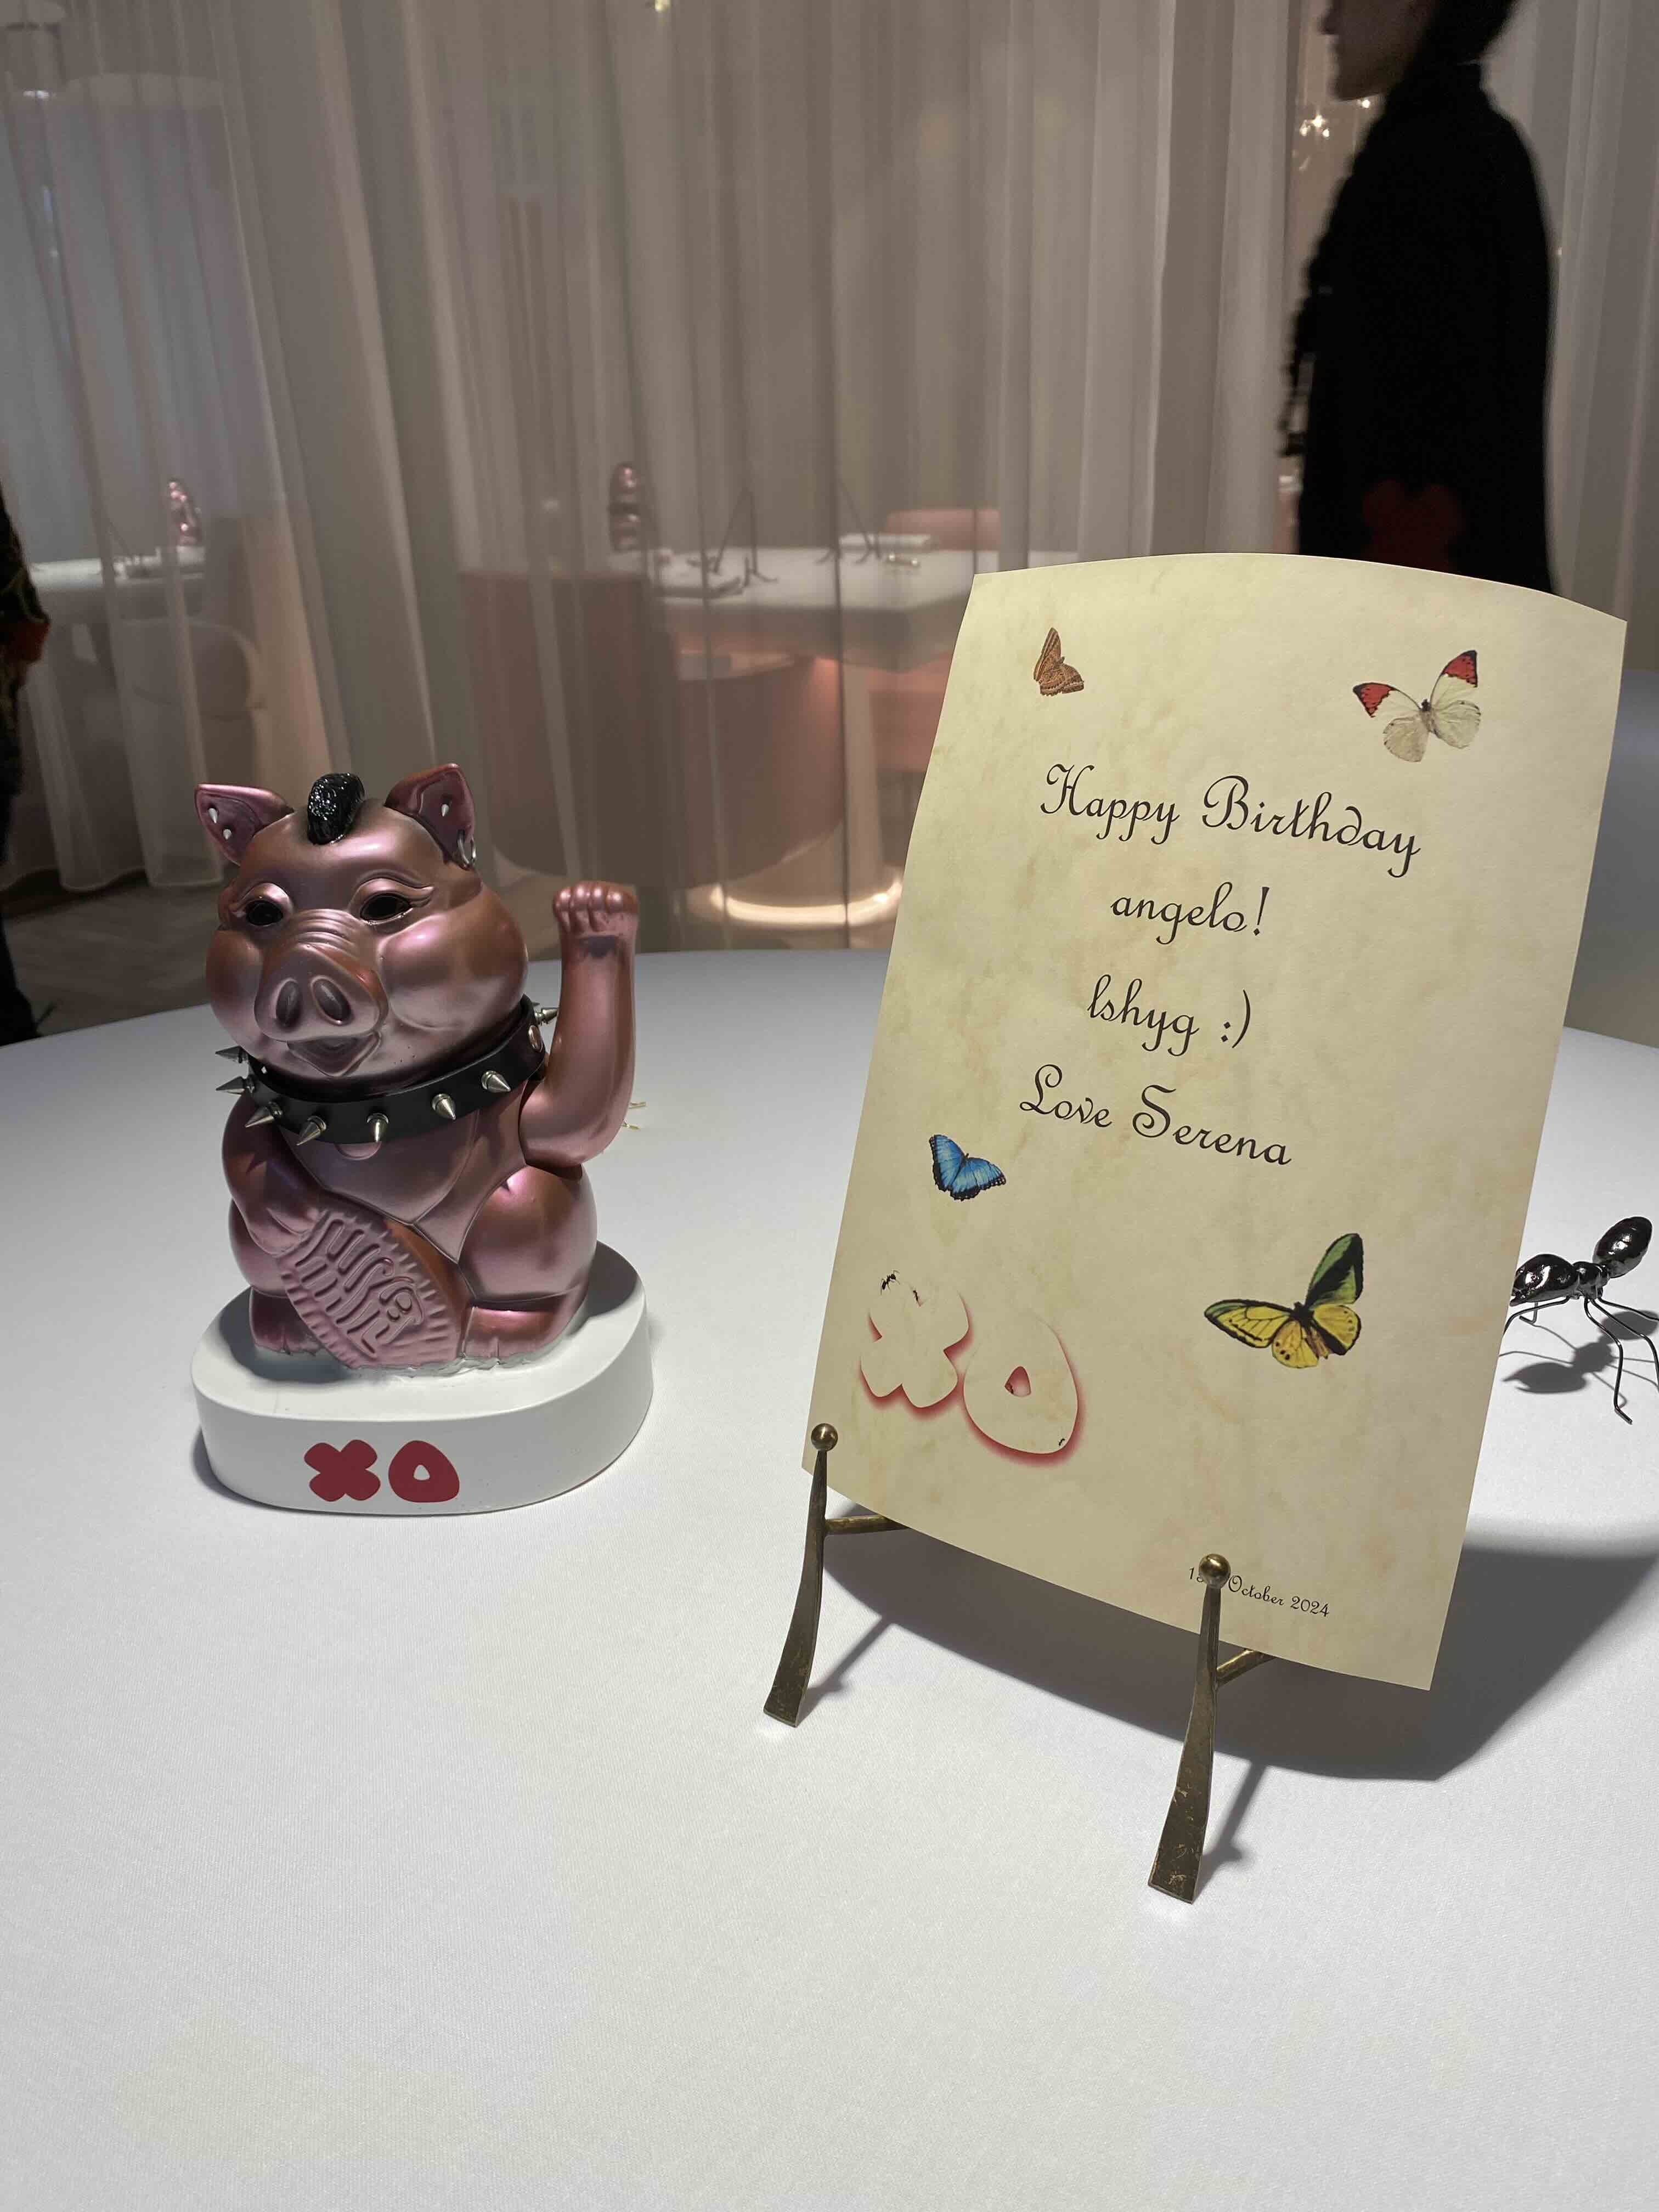 Happy Birthday
angelo!
lshyg :)
Love Serena
XO
XO
October 2024